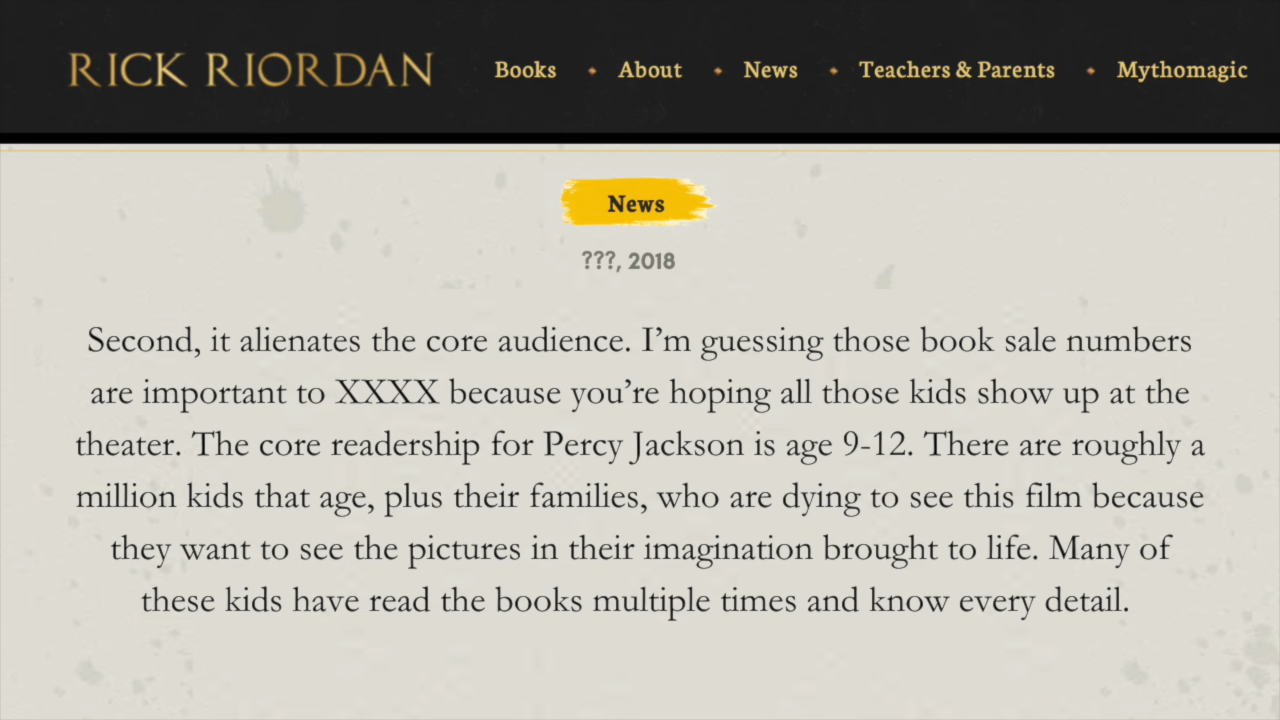 RICK RIORDAN
Books
About
News
Teachers & Parents
Mythomagic
News
???, 2018
Second, it alienates the core audience. I’m guessing those book sale numbers
are important to XXXX because you’re hoping all those kids show up at the
theater. The core readership for Percy Jackson is age 9-12. There are roughly a
million kids that age, plus their families, who are dying to see this film because
they want to see the pictures in their imagination brought to life. Many of
these kids have read the books multiple times and know every detail.